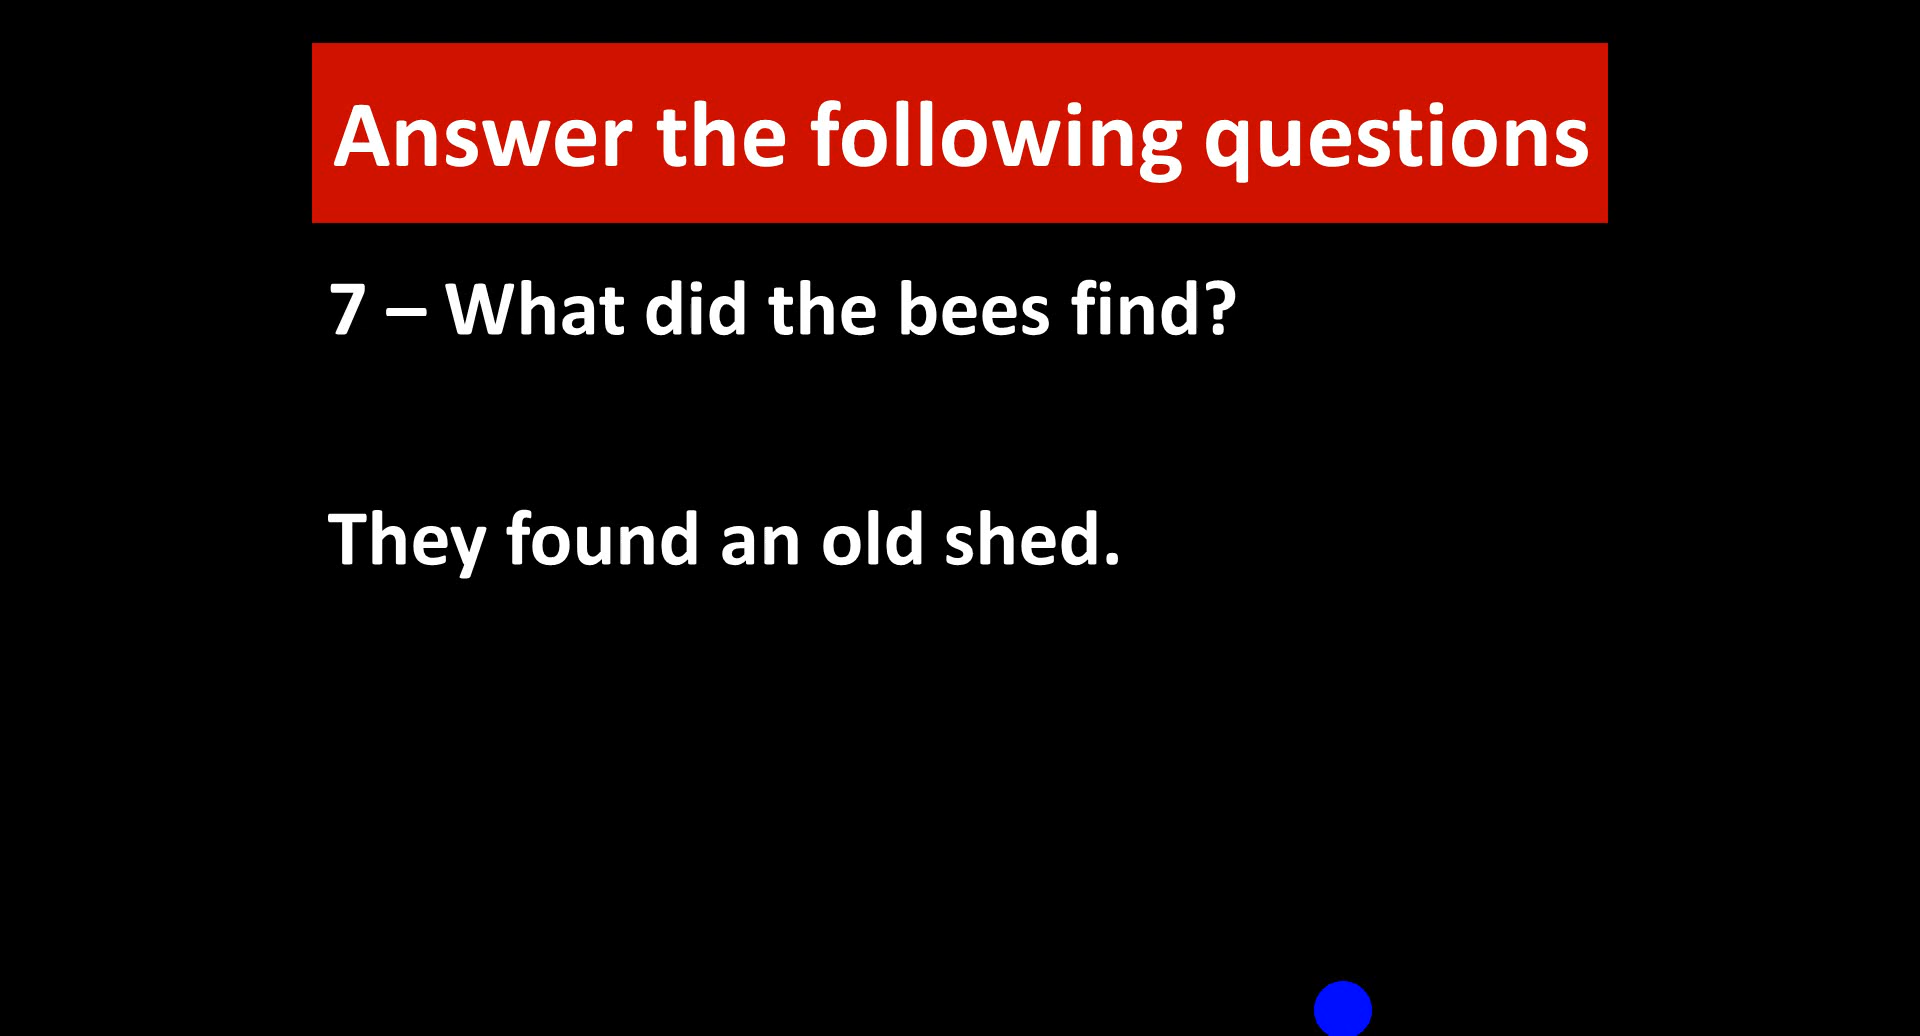 Answer the following questions
7 – What did the bees find?
They found an old shed.